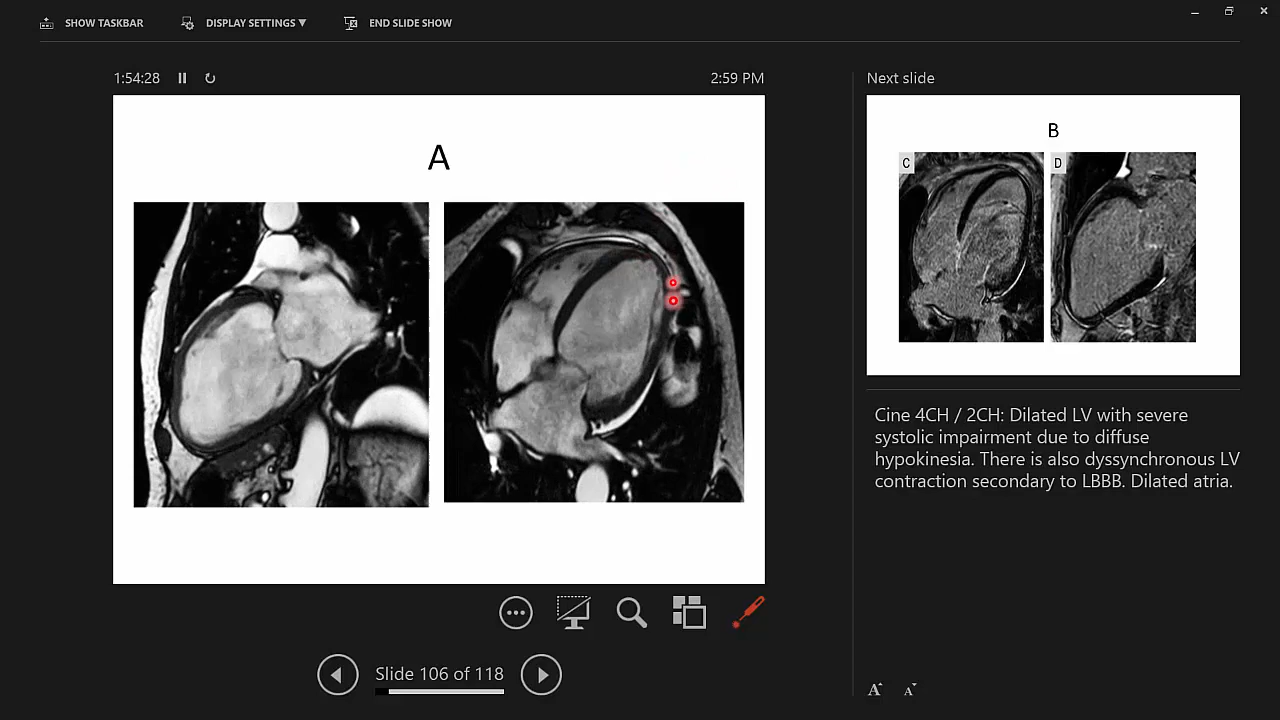 SHOW TASKBAR
DISPLAY SETTINGS ▼
END SLIDE SHOW
1:54:28
2:59 PM
A
Slide 106 of 118
Next slide
B
C
D
Cine 4CH / 2CH: Dilated LV with severe
systolic impairment due to diffuse
hypokinesia. There is also dyssynchronous LV
contraction secondary to LBBB. Dilated atria.
A
A